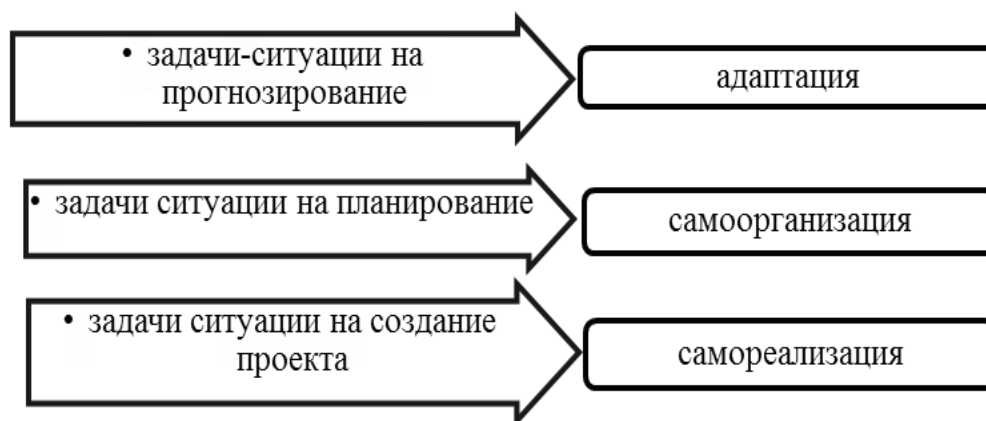 • задачи-ситуации на
прогнозирование
адаптация
• задачи ситуации на планирование
самоорганизация
• задачи ситуации на создание
проекта
самореализация